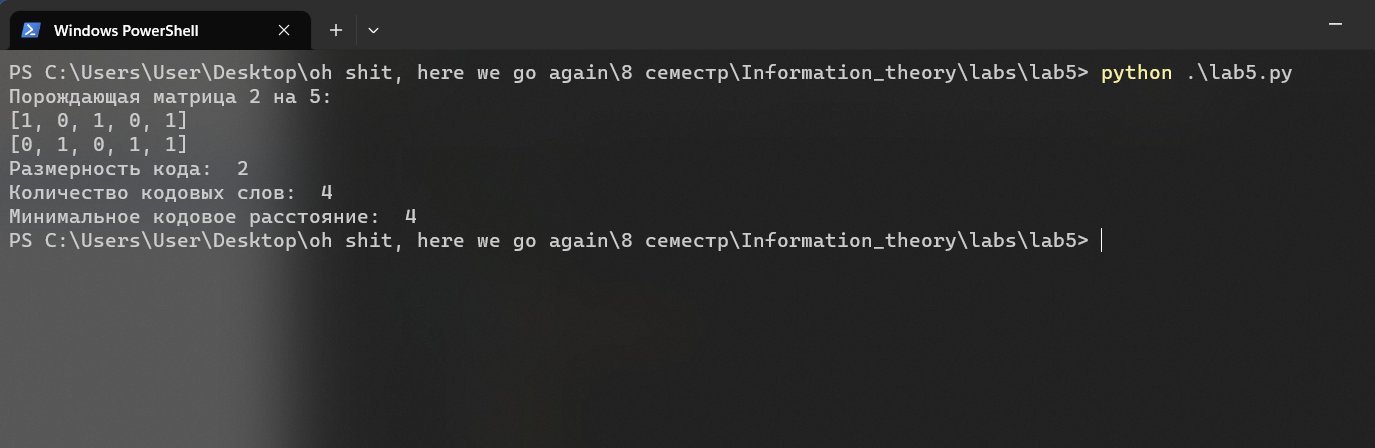 Windows PowerShell
PS C:\Users\User\Desktop\oh shit, here we go again\8 семестр\Information_theory\labs\lab5> python .\lab5.py
Порождающая матрица 2 на 5:
[1, 0, 1, 0, 1]
[0, 1, 0, 1, 1]
Размерность кода:  2
Количество кодовых слов:  4
Минимальное кодовое расстояние:  4
PS C:\Users\User\Desktop\oh shit, here we go again\8 семестр\Information_theory\labs\lab5>